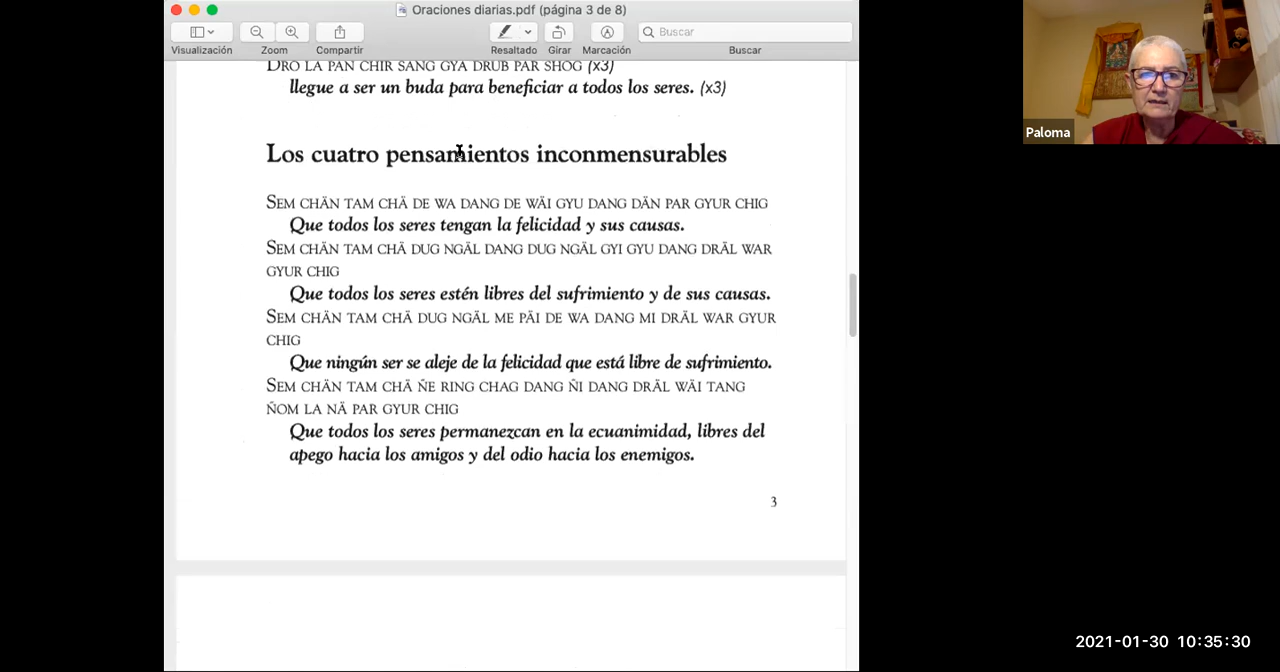 Oraciones diarias.pdf (página 3 de 8)
Buscar
Visualización
Zoom
Compartir
Resaltado
Girar
Marcación
Buscar
DRO LA PAN CHIR SANG GYA DRUB PAR SHOG (x3)
llegue a ser un buda para beneficiar a todos los seres. (x3)
Los cuatro pensamientos inconmensurables
SEM CHÄN TAM CHÄ DE WA DANG DE WÄI GYU DANG DÄN PAR GYUR CHIG
Que todos los seres tengan la felicidad y sus causas.
SEM CHÄN TAM CHÄ DUG NGÄL DANG DUG NGÄL GYI GYU DANG DRÄL WAR
GYUR CHIG
Que todos los seres estén libres del sufrimiento y de sus causas.
SEM CHÄN TAM CHÄ DUG NGÄL ME PÄI DE WA DANG MI DRÄL WAR GYUR
CHIG
Que ningún ser se aleje de la felicidad que está libre de sufrimiento.
SEM CHÄN TAM CHÄ ÑE RING CHAG DANG ÑI DANG DRÄL WÄI TANG
ÑOM LA NÄ PAR GYUR CHIG
Que todos los seres permanezcan en la ecuanimidad, libres del
apego hacia los amigos y del odio hacia los enemigos.
3
Paloma
2021-01-30 10:35:30